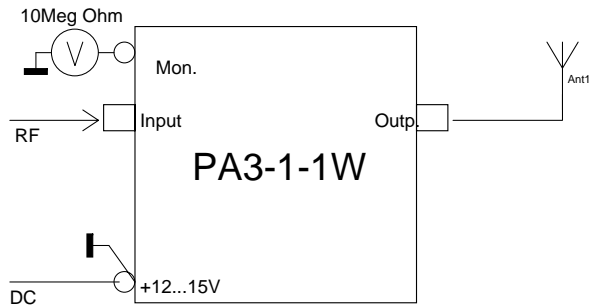 10Meg Ohm
V
Mon.
Ant1
Input
Outp.
RF
PA3-1-1W
+12...15V
DC